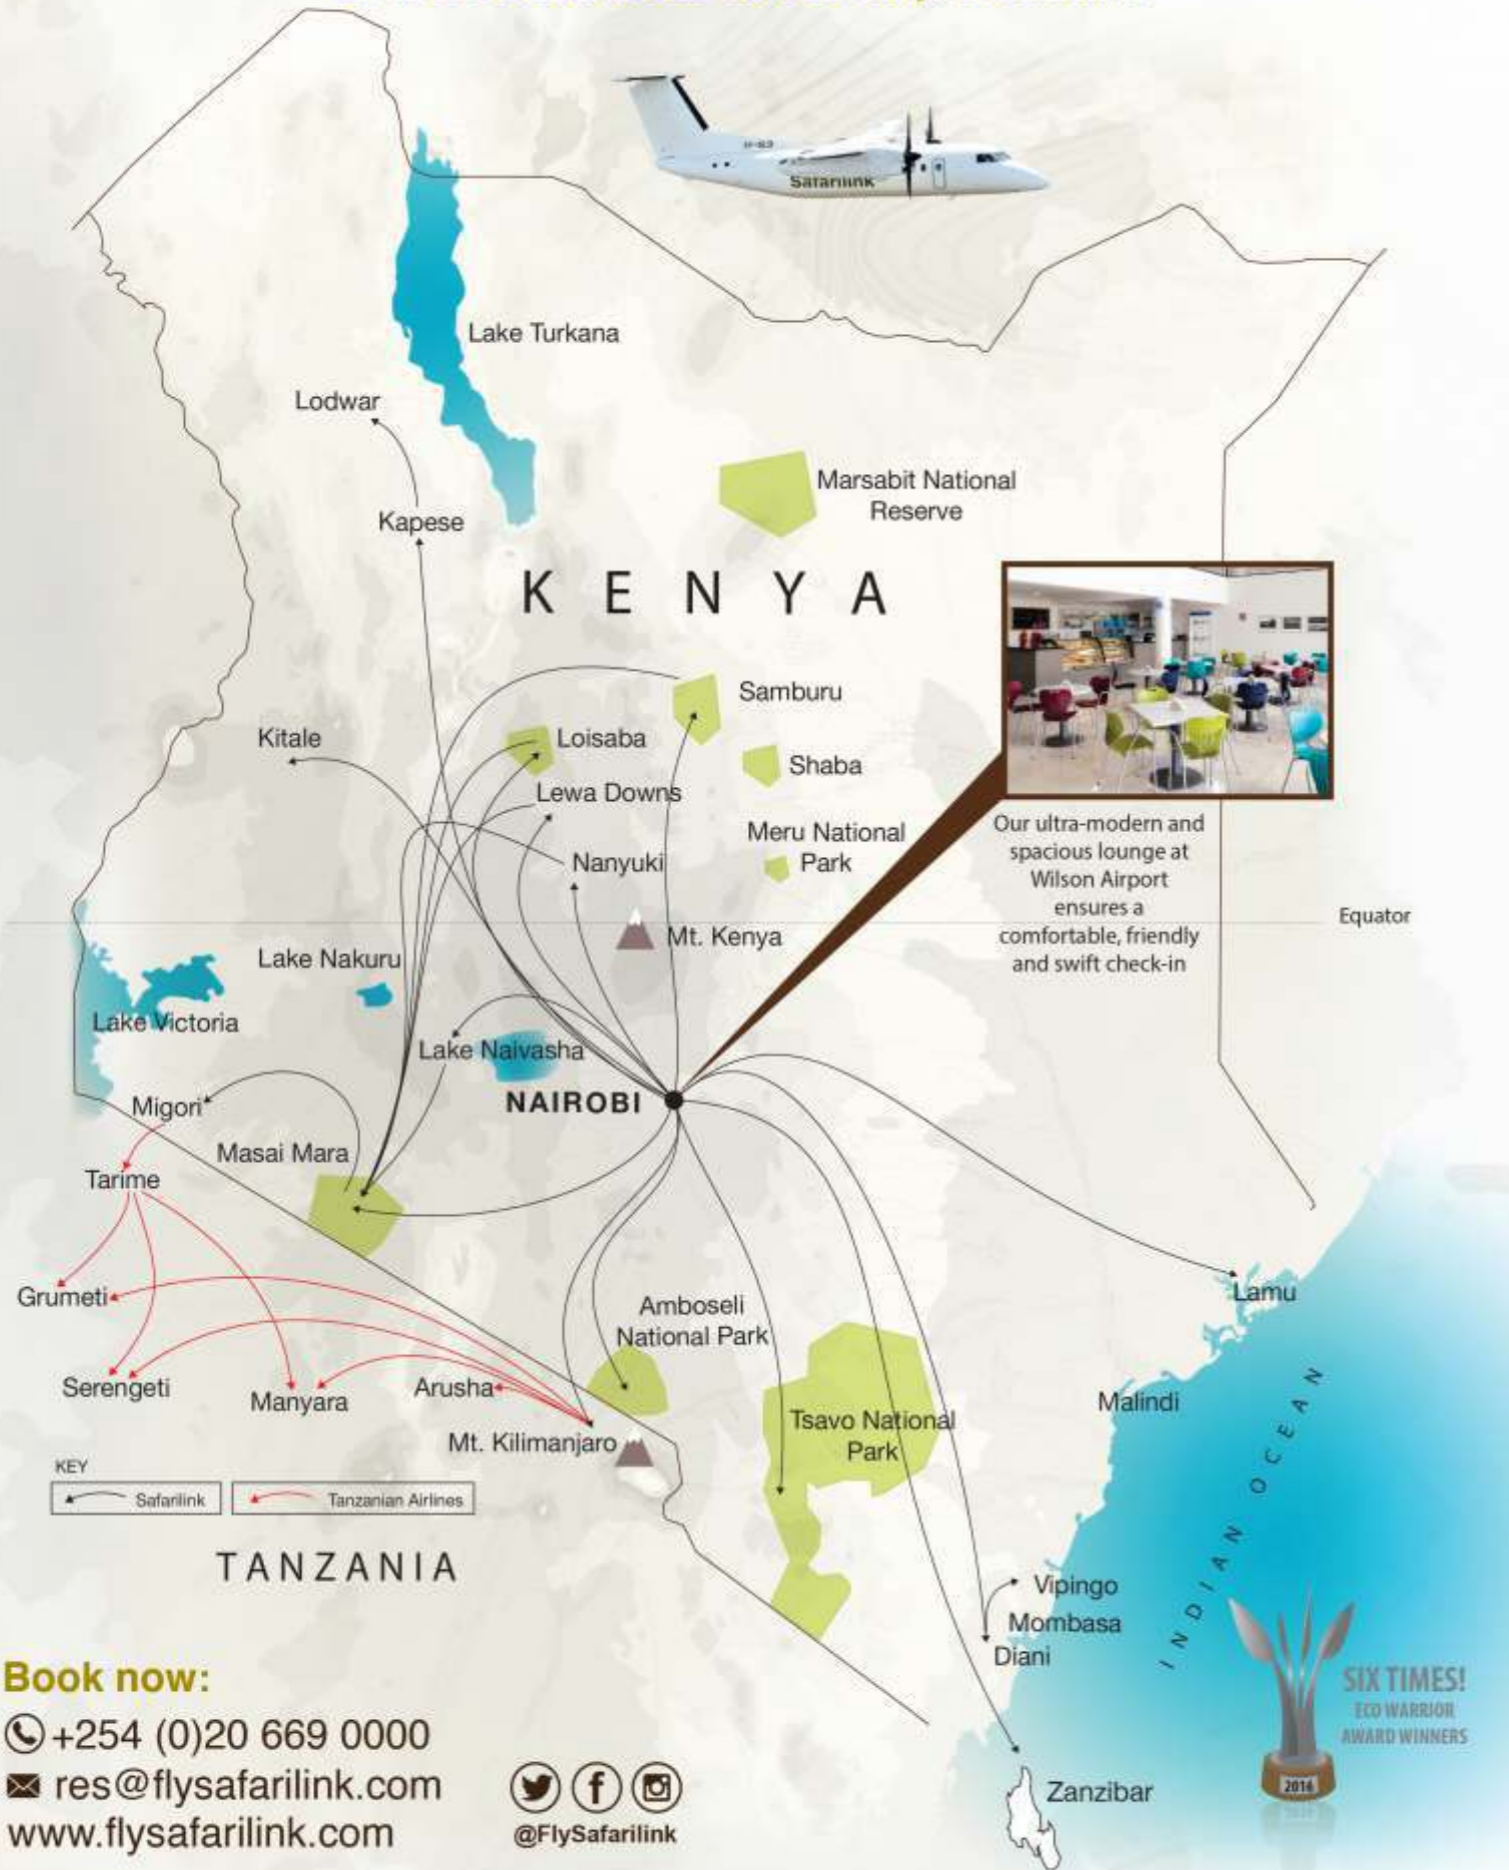 Safarilink
Lake Turkana
Lodwar
Marsabit National
Reserve
Kapese
KENYA
Samburu
Kitale
Loisaba
Shaba
Lewa Downs
Meru National
Park
Nanyuki
Our ultra-modern and
spacious lounge at
Wilson Airport
ensures a
comfortable, friendly
and swift check-in
Equator
Mt. Kenya
Lake Nakuru
Lake Victoria
Lake Naivasha
NAIROBI
Migori
Masai Mara
Tarime
Grumeti
Lamu
Amboseli
National Park
Serengeti
Manyara
Arusha
Malindi
Tsavo National
Park
Mt. Kilimanjaro
INDIAN OCEAN
KEY
Safarilink
Tanzanian Airlines
TANZANIA
Vipingo
Mombasa
Diani
Zanzibar
SIX TIMES!
ECO WARRIOR
AWARD WINNERS
2016
Book now:
+254 (0)20 669 0000
res@flysafarilink.com
www.flysafarilink.com
@FlySafarilink